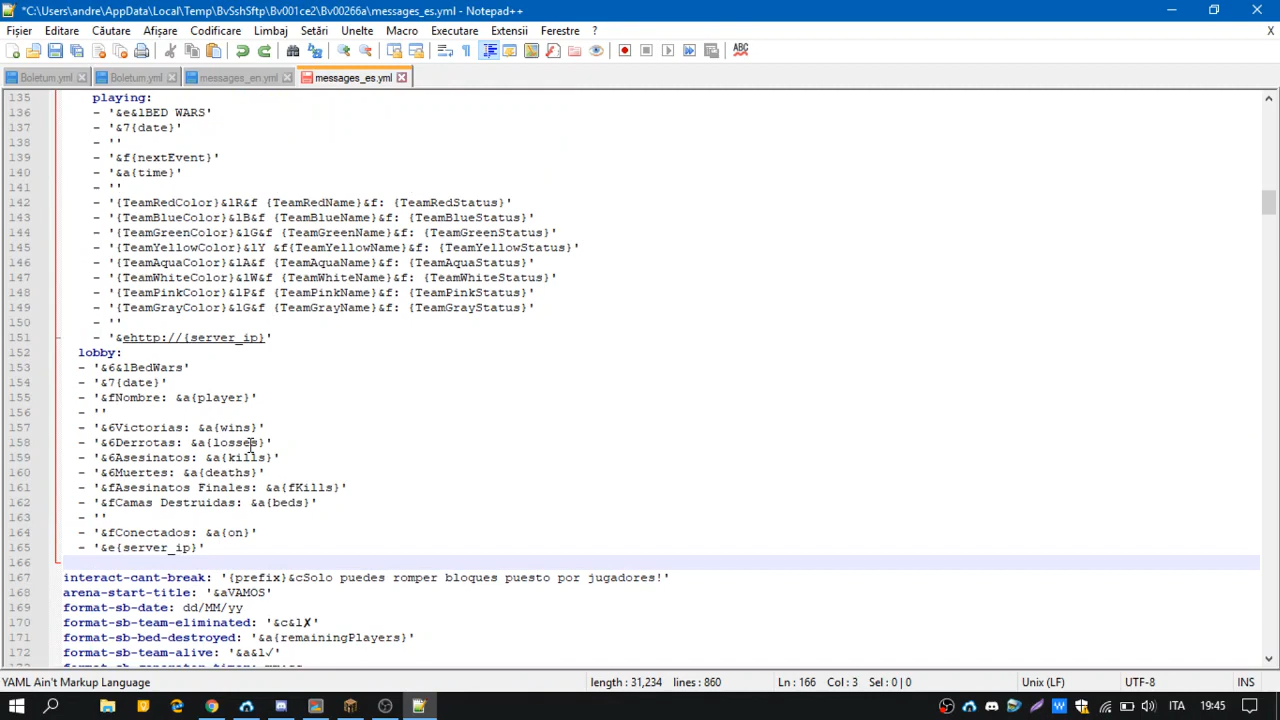 *C:\Users\andre\AppData\Local\Temp\BvSshSftp\Bv001ce2\Bv00266a\messages_es.yml - Notepad++
Fișier Editare Căutare Afișare Codificare Limbaj Setări Unelte Macro Executare Extensii Ferestre ? X
Boletum.yml Boletum.yml messages_en.yml messages_es.yml
135 playing:
136 - '&e&lBED WARS'
137 - '&7{date}'
138 - ''
139 - '&f{nextEvent}'
140 - '&a{time}'
141 - ''
142 - '{TeamRedColor}&lR&f {TeamRedName}&f: {TeamRedStatus}'
143 - '{TeamBlueColor}&lB&f {TeamBlueName}&f: {TeamBlueStatus}'
144 - '{TeamGreenColor}&lG&f {TeamGreenName}&f: {TeamGreenStatus}'
145 - '{TeamYellowColor}&lY &f{TeamYellowName}&f: {TeamYellowStatus}'
146 - '{TeamAquaColor}&lA&f {TeamAquaName}&f: {TeamAquaStatus}'
147 - '{TeamWhiteColor}&lW&f {TeamWhiteName}&f: {TeamWhiteStatus}'
148 - '{TeamPinkColor}&lP&f {TeamPinkName}&f: {TeamPinkStatus}'
149 - '{TeamGrayColor}&lG&f {TeamGrayName}&f: {TeamGrayStatus}'
150 - ''
151 - '&ehttp://{server_ip}'
152 lobby:
153 - '&6&lBedWars'
154 - '&7{date}'
155 - '&fNombre: &a{player}'
156 - ''
157 - '&6Victorias: &a{wins}'
158 - '&6Derrotas: &a{losses}'
159 - '&6Asesinatos: &a{kills}'
160 - '&6Muertes: &a{deaths}'
161 - '&fAsesinatos Finales: &a{fKills}'
162 - '&fCamas Destruidas: &a{beds}'
163 - ''
164 - '&fConectados: &a{on}'
165 - '&e{server_ip}'
166
167 interact-cant-break: '{prefix}&cSolo puedes romper bloques puesto por jugadores!'
168 arena-start-title: '&aVAMOS'
169 format-sb-date: dd/MM/yy
170 format-sb-team-eliminated: '&c&l✘'
171 format-sb-bed-destroyed: '&a{remainingPlayers}'
172 format-sb-team-alive: '&a&l✓'
YAML Ain't Markup Language length : 31,234 lines : 860 Ln : 166 Col : 3 Sel : 0 | 0 Unix (LF) UTF-8 INS
ITA 19:45